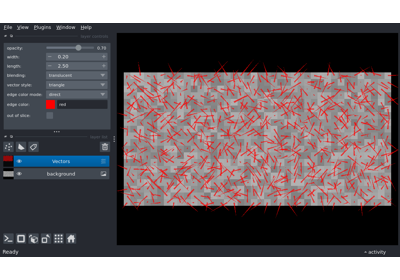 File View Plugins Window Help
opacity: 0.70
width: 0.20
length: 2.50
blending: translucent
vector style: triangle
edge color mode: direct
edge color: red
out of slice:
Vectors
background
Ready
activity